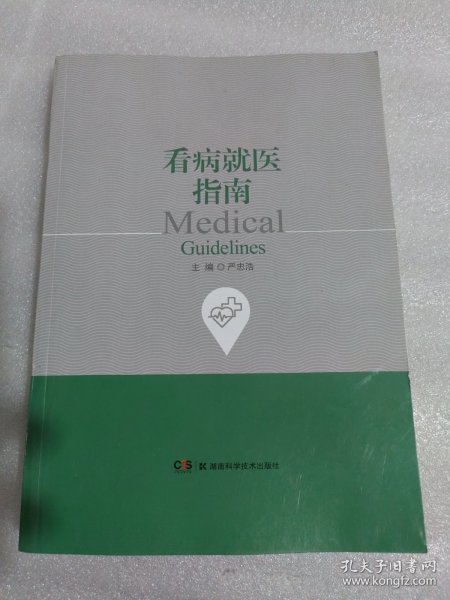 看病就医
指南
Medical
Guidelines
主 编◎严忠浩
湖南科学技术出版社
孔夫子旧书网
www.kongfz.com